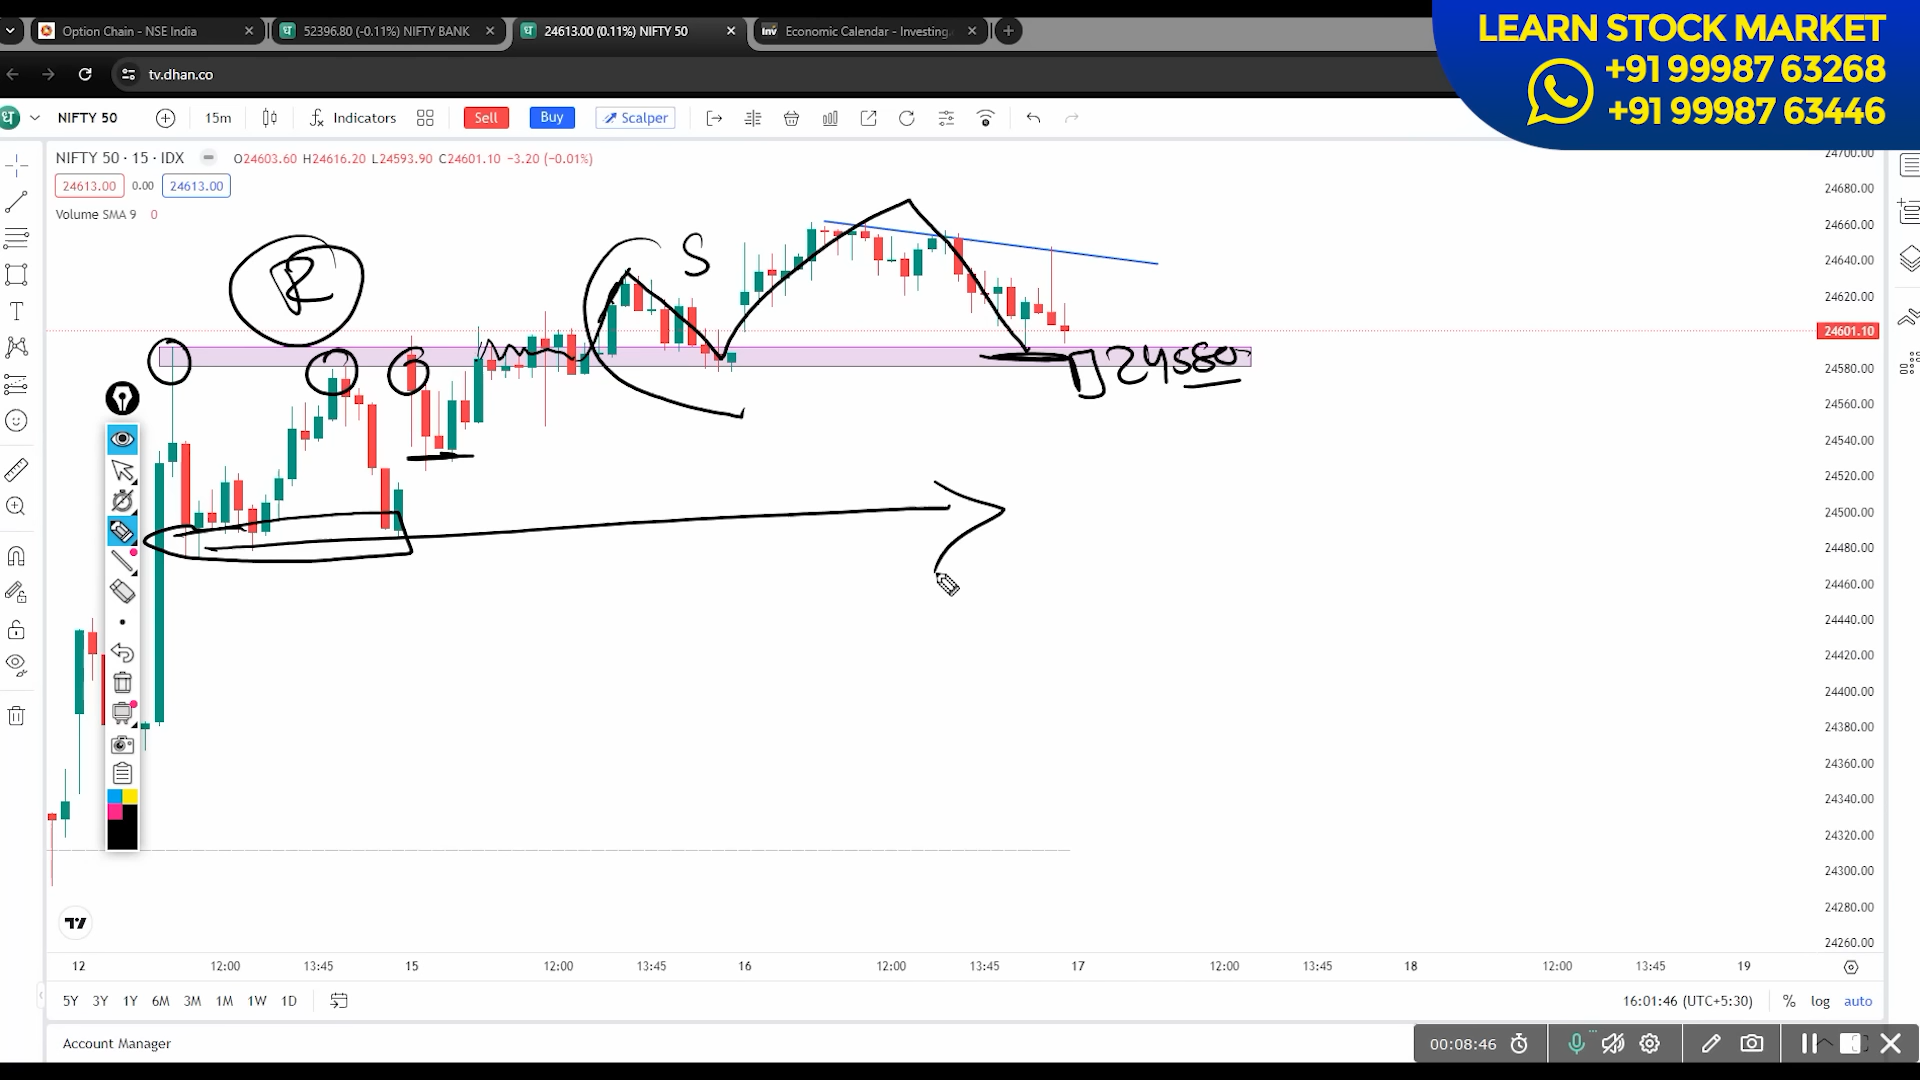 Option Chain - NSE India
52396.80 (-0.11%) NIFTY BANK
24613.00 (0.11%) NIFTY 50
inv Economic Calendar - Investing.
LEARN STOCK MARKET
+91 99987 63268
+91 99987 63446
tv.dhan.co
NIFTY 50
15m
Indicators
Sell
Buy
Scalper
NIFTY 50 · 15 · IDX
O24603.60 H24616.20 L24593.90 C24601.10 −3.20 (−0.01%)
24613.00
0.00
24613.00
Volume SMA 9 0
R
S
24580
24700.00
24680.00
24660.00
24640.00
24620.00
24601.10
24580.00
24560.00
24540.00
24520.00
24500.00
24480.00
24460.00
24440.00
24420.00
24400.00
24380.00
24360.00
24340.00
24320.00
24300.00
24280.00
24260.00
12 12:00 13:45 15 12:00 13:45 16 12:00 13:45 17 12:00 13:45 18 12:00 13:45 19
5Y 3Y 1Y 6M 3M 1M 1W 1D
16:01:46 (UTC+5:30) % log auto
Account Manager
00:08:46